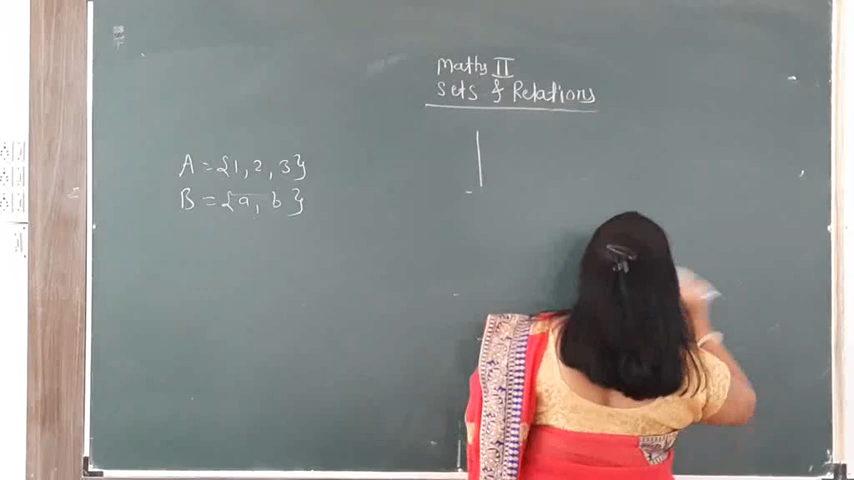 Maths II
Sets & Relations
A = {1, 2, 3}
B = {a, b}